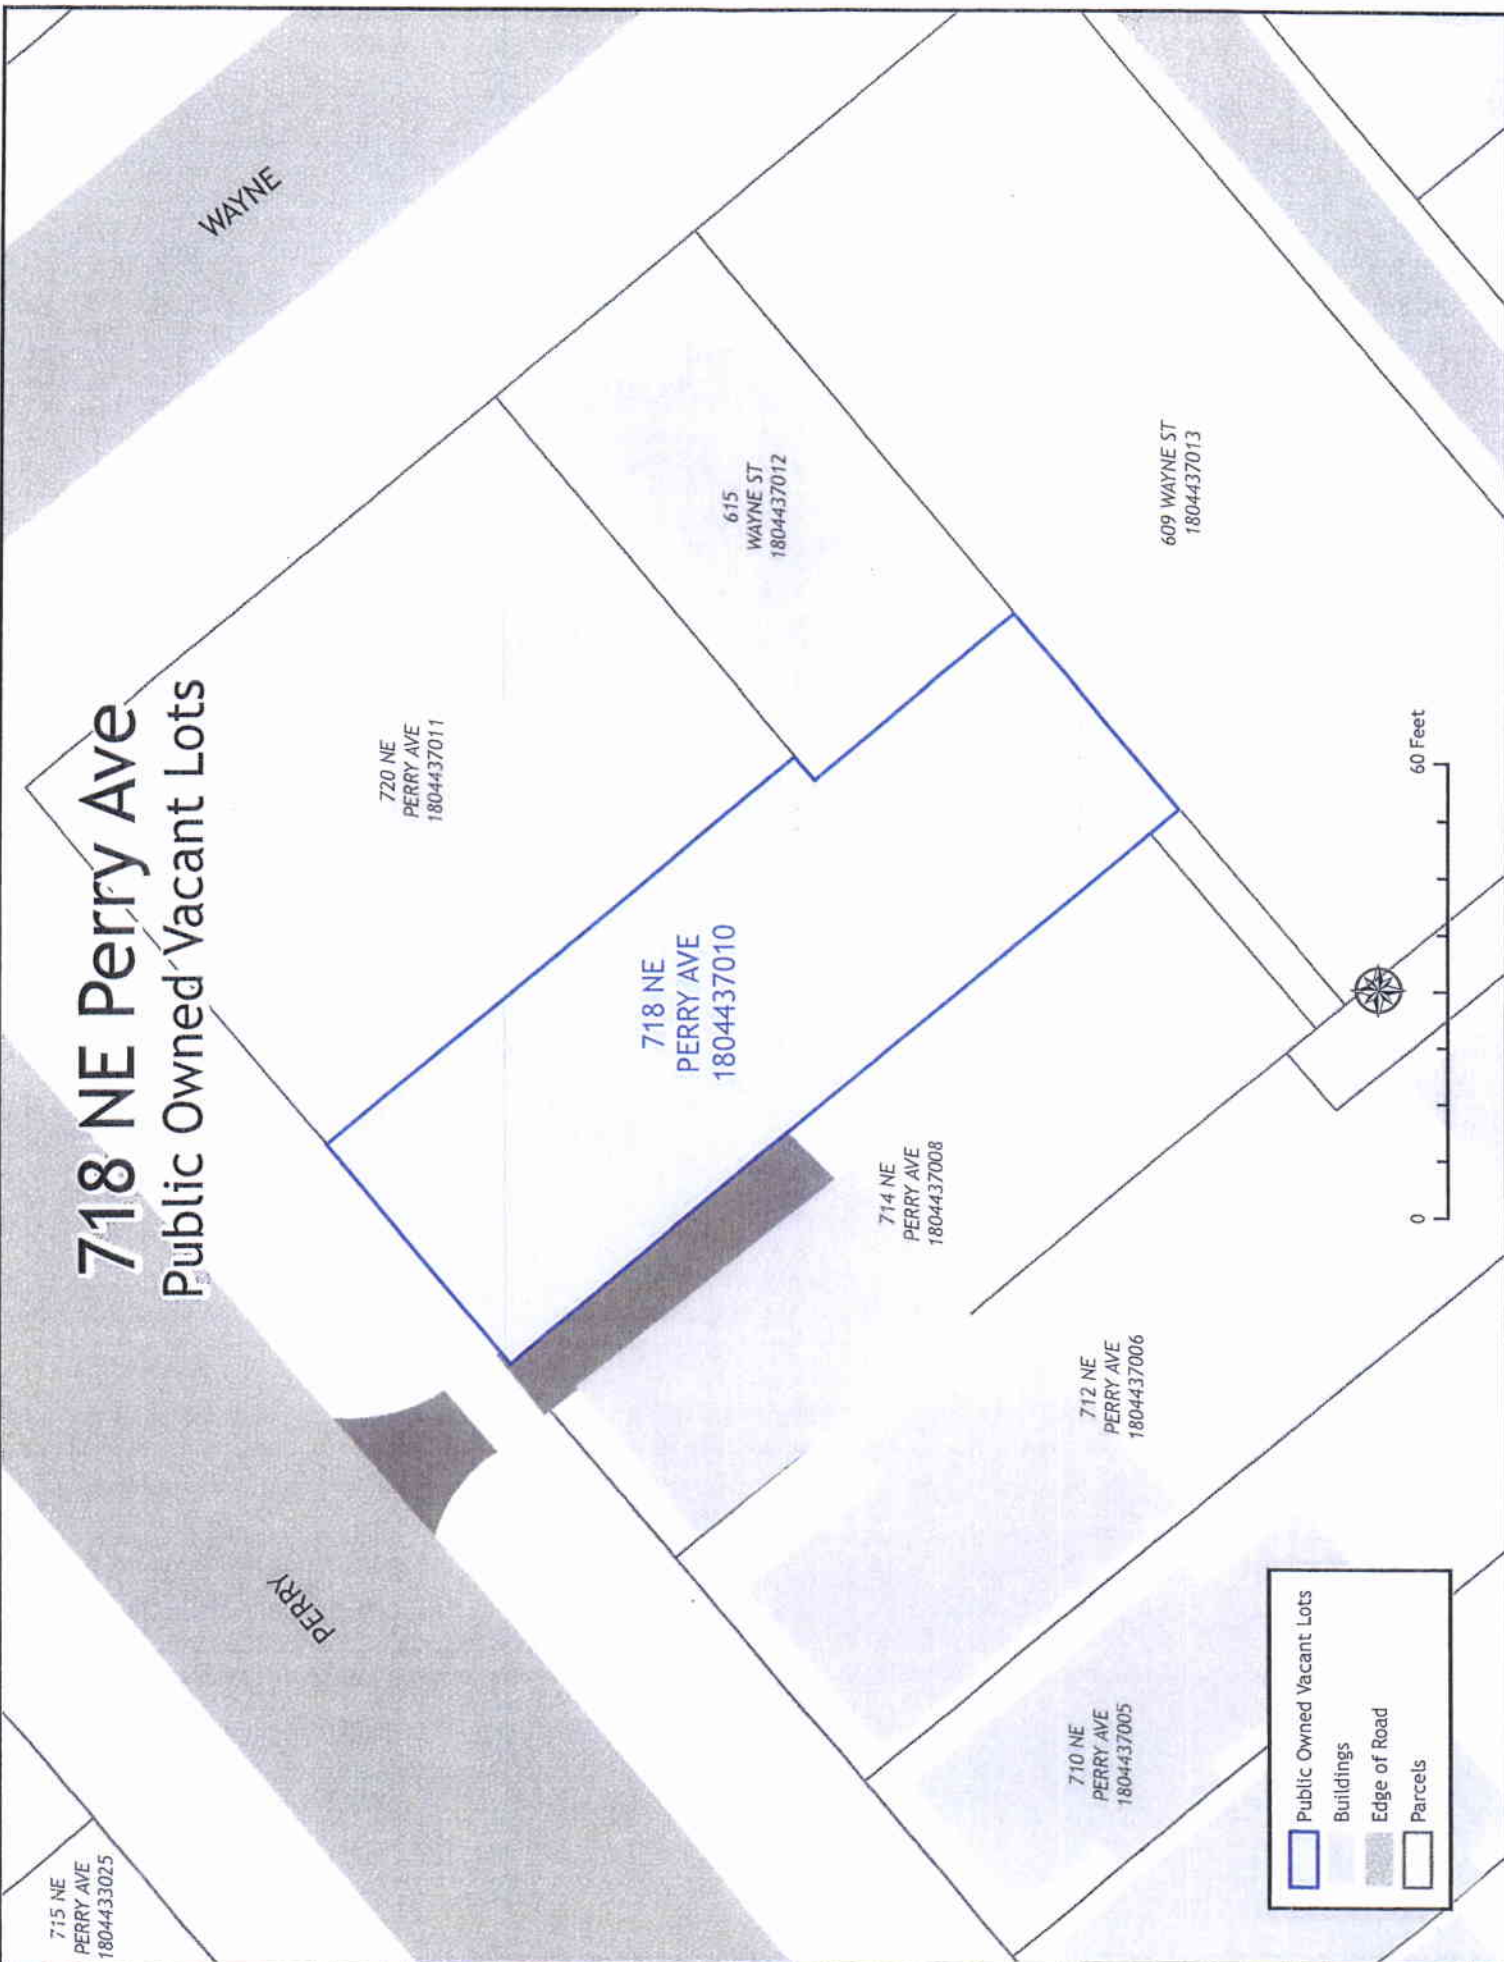 718 NE Perry Ave
Public Owned Vacant Lots
WAYNE
PERRY
715 NE
PERRY AVE
1804433025
720 NE
PERRY AVE
1804437011
615
WAYNE ST
1804437012
718 NE
PERRY AVE
1804437010
609 WAYNE ST
1804437013
714 NE
PERRY AVE
1804437008
712 NE
PERRY AVE
1804437006
710 NE
PERRY AVE
1804437005
Public Owned Vacant Lots
Buildings
Edge of Road
Parcels
0
60 Feet